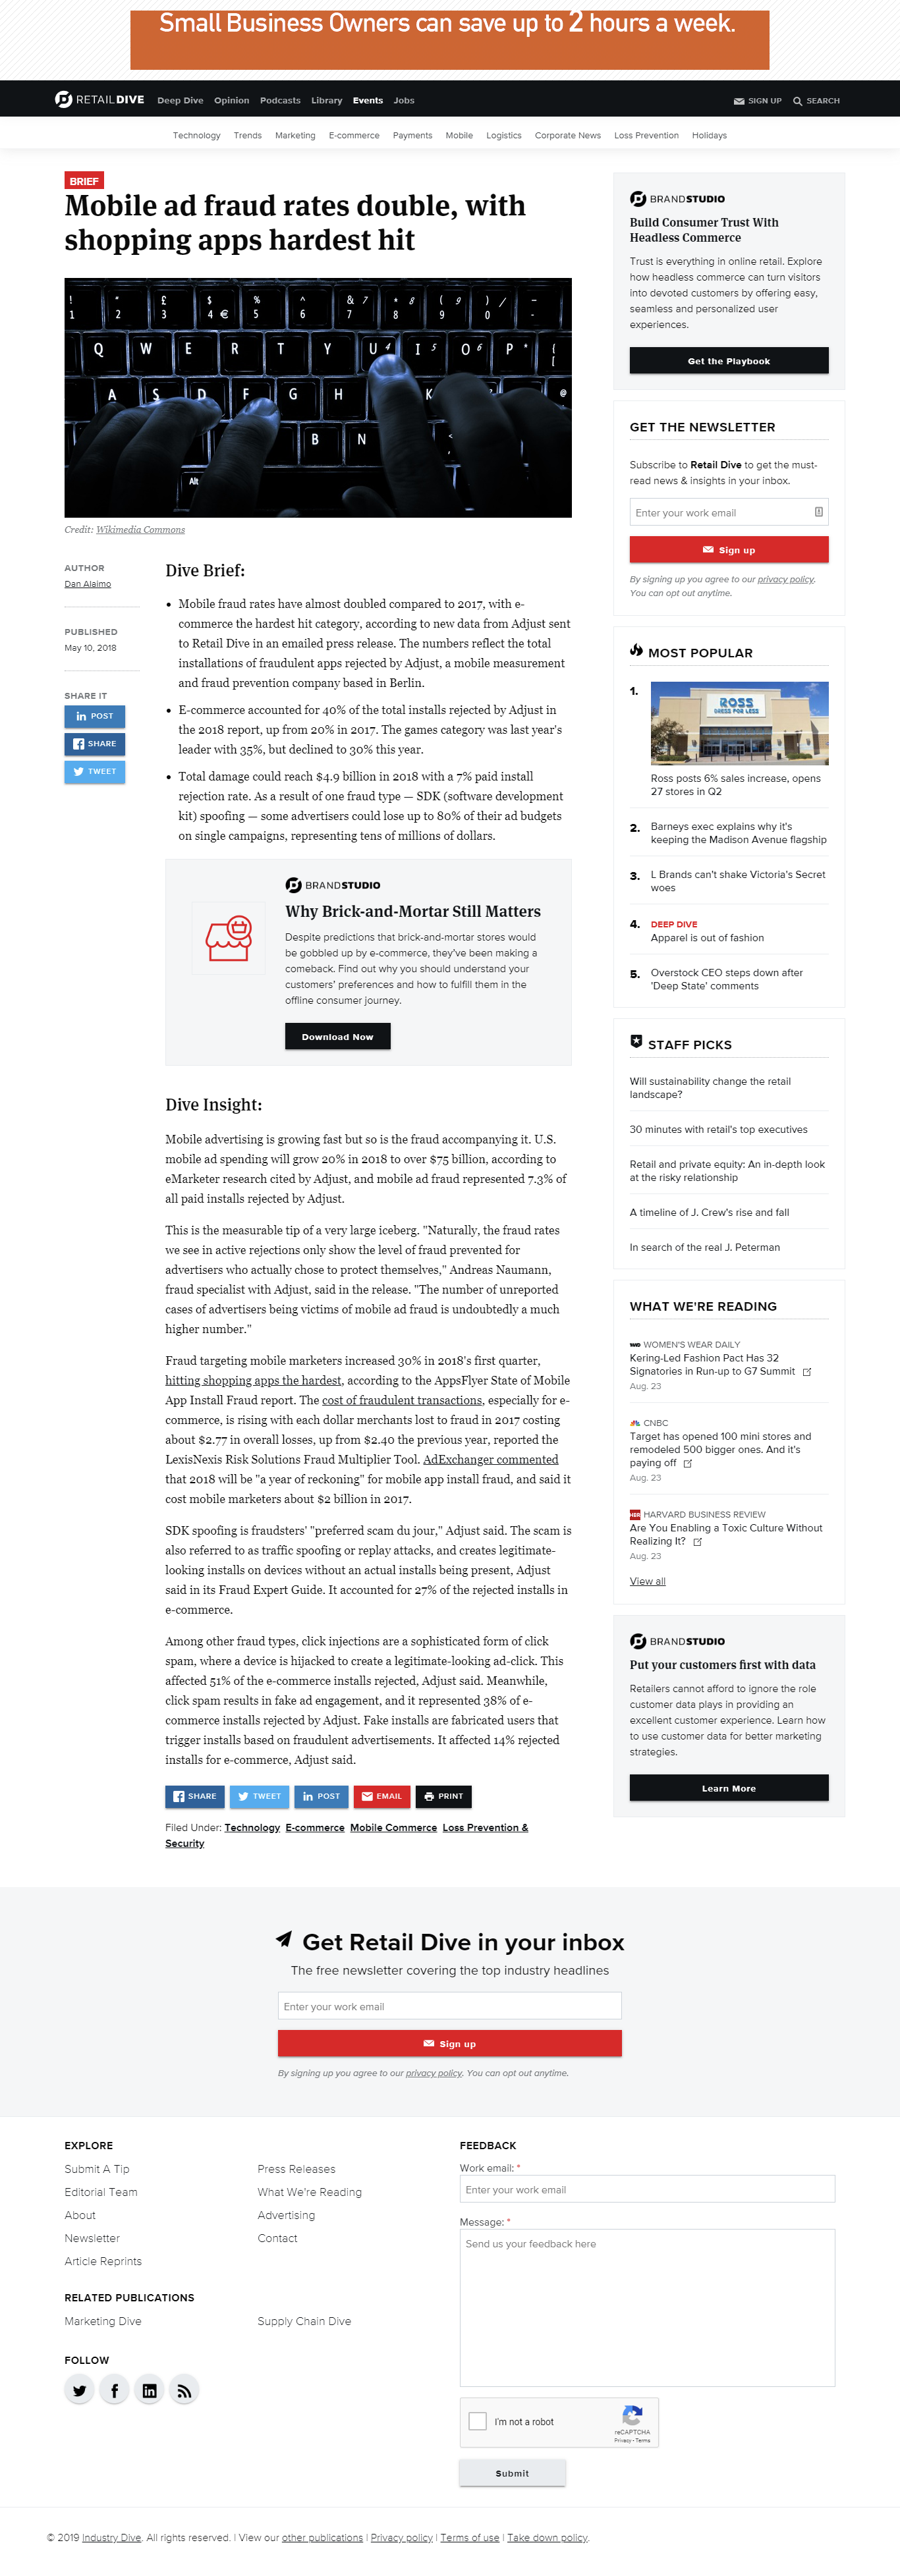 Small Business Owners can save up to 2 hours a week.
RETAILDIVE Deep Dive Opinion Podcasts Library Events Jobs SIGN UP SEARCH
Technology Trends Marketing E-commerce Payments Mobile Logistics Corporate News Loss Prevention Holidays
BRIEF
Mobile ad fraud rates double, with
shopping apps hardest hit
Credit: Wikimedia Commons
AUTHOR
Dan Alaimo
PUBLISHED
May 10, 2018
SHARE IT
POST
SHARE
TWEET
Dive Brief:
Mobile fraud rates have almost doubled compared to 2017, with e-
commerce the hardest hit category, according to new data from Adjust sent
to Retail Dive in an emailed press release. The numbers reflect the total
installations of fraudulent apps rejected by Adjust, a mobile measurement
and fraud prevention company based in Berlin.
E-commerce accounted for 40% of the total installs rejected by Adjust in
the 2018 report, up from 20% in 2017. The games category was last year's
leader with 35%, but declined to 30% this year.
Total damage could reach $4.9 billion in 2018 with a 7% paid install
rejection rate. As a result of one fraud type — SDK (software development
kit) spoofing — some advertisers could lose up to 80% of their ad budgets
on single campaigns, representing tens of millions of dollars.
BRANDSTUDIO
Why Brick-and-Mortar Still Matters
Despite predictions that brick-and-mortar stores would
be gobbled up by e-commerce, they've been making a
comeback. Find out why you should understand your
customers' preferences and how to fulfill them in the
offline consumer journey.
Download Now
Dive Insight:
Mobile advertising is growing fast but so is the fraud accompanying it. U.S.
mobile ad spending will grow 20% in 2018 to over $75 billion, according to
eMarketer research cited by Adjust, and mobile ad fraud represented 7.3% of
all paid installs rejected by Adjust.
This is the measurable tip of a very large iceberg. "Naturally, the fraud rates
we see in active rejections only show the level of fraud prevented for
advertisers who actively chose to protect themselves," Andreas Naumann,
fraud specialist with Adjust, said in the release. "The number of unreported
cases of advertisers being victims of mobile ad fraud is undoubtedly a much
higher number."
Fraud targeting mobile marketers increased 30% in 2018's first quarter,
hitting shopping apps the hardest, according to the AppsFlyer State of Mobile
App Install Fraud report. The cost of fraudulent transactions, especially for e-
commerce, is rising with each dollar merchants lost to fraud in 2017 costing
about $2.77 in overall losses, up from $2.40 the previous year, reported the
LexisNexis Risk Solutions Fraud Multiplier Tool. AdExchanger commented
that 2018 will be "a year of reckoning" for mobile app install fraud, and said it
cost mobile marketers about $2 billion in 2017.
SDK spoofing is fraudsters' "preferred scam du jour," Adjust said. The scam is
also referred to as traffic spoofing or replay attacks, and creates legitimate-
looking installs on devices without an actual installs being present, Adjust
said in its Fraud Expert Guide. It accounted for 27% of the rejected installs in
e-commerce.
Among other fraud types, click injections are a sophisticated form of click
spam, where a device is hijacked to create a legitimate-looking ad-click. This
affected 51% of the e-commerce installs rejected, Adjust said. Meanwhile,
click spam results in fake ad engagement, and it represented 38% of e-
commerce installs rejected by Adjust. Fake installs are fabricated users that
trigger installs based on fraudulent advertisements. It affected 14% rejected
installs for e-commerce, Adjust said.
SHARE TWEET POST EMAIL PRINT
Filed Under: Technology E-commerce Mobile Commerce Loss Prevention &
Security
BRANDSTUDIO
Build Consumer Trust With
Headless Commerce
Trust is everything in online retail. Explore
how headless commerce can turn visitors
into devoted customers by offering easy,
seamless and personalized user
experiences.
Get the Playbook
GET THE NEWSLETTER
Subscribe to Retail Dive to get the must-
read news & insights in your inbox.
Enter your work email
Sign up
By signing up you agree to our privacy policy.
You can opt out anytime.
MOST POPULAR
1.
ROSS
DRESS FOR LESS
Ross posts 6% sales increase, opens
27 stores in Q2
2. Barneys exec explains why it's
keeping the Madison Avenue flagship
3. L Brands can't shake Victoria's Secret
woes
4. DEEP DIVE
Apparel is out of fashion
5. Overstock CEO steps down after
'Deep State' comments
STAFF PICKS
Will sustainability change the retail
landscape?
30 minutes with retail's top executives
Retail and private equity: An in-depth look
at the risky relationship
A timeline of J. Crew's rise and fall
In search of the real J. Peterman
WHAT WE'RE READING
WOMEN'S WEAR DAILY
Kering-Led Fashion Pact Has 32
Signatories in Run-up to G7 Summit
Aug. 23
CNBC
Target has opened 100 mini stores and
remodeled 500 bigger ones. And it's
paying off
Aug. 23
HBR HARVARD BUSINESS REVIEW
Are You Enabling a Toxic Culture Without
Realizing It?
Aug. 23
View all
BRANDSTUDIO
Put your customers first with data
Retailers cannot afford to ignore the role
customer data plays in providing an
excellent customer experience. Learn how
to use customer data for better marketing
strategies.
Learn More
Get Retail Dive in your inbox
The free newsletter covering the top industry headlines
Enter your work email
Sign up
By signing up you agree to our privacy policy. You can opt out anytime.
EXPLORE
Submit A Tip
Editorial Team
About
Newsletter
Article Reprints
Press Releases
What We're Reading
Advertising
Contact
RELATED PUBLICATIONS
Marketing Dive Supply Chain Dive
FOLLOW
FEEDBACK
Work email: *
Enter your work email
Message: *
Send us your feedback here
I'm not a robot
reCAPTCHA
Privacy - Terms
Submit
© 2019 Industry Dive. All rights reserved. | View our other publications | Privacy policy | Terms of use | Take down policy.